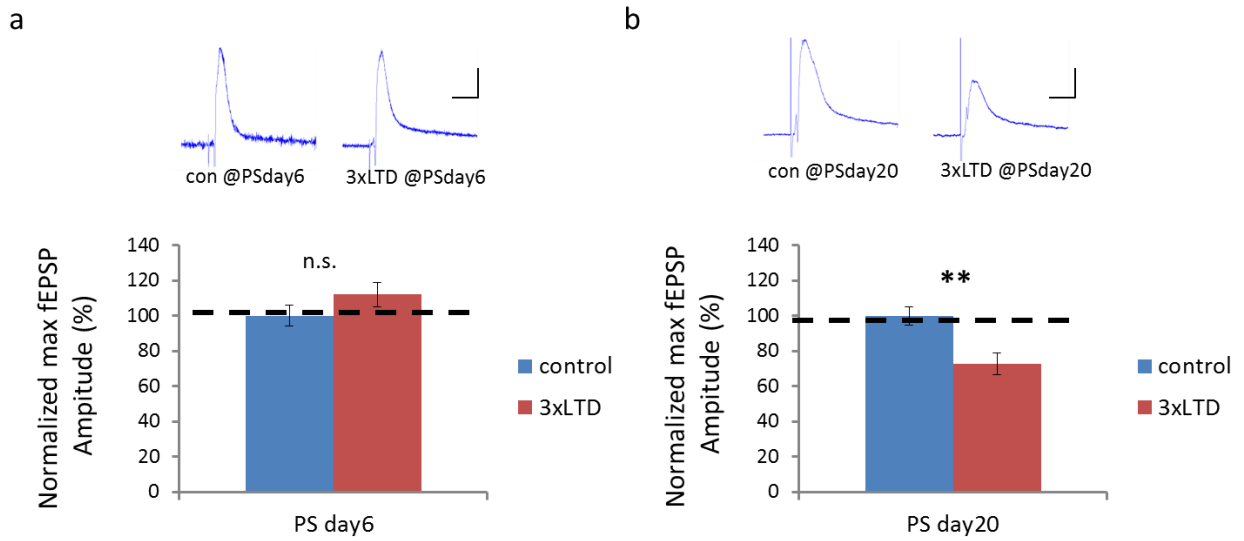 a
con @PSday6
3xLTD @PSday6
Normalized max fEPSP
Ampitude (%)
140
120
100
80
60
40
20
0
n.s.
PS day6
control
3xLTD
b
con @PSday20
3xLTD @PSday20
Normalized max fEPSP
Ampitude (%)
140
120
100
80
60
40
20
0
**
PS day20
control
3xLTD